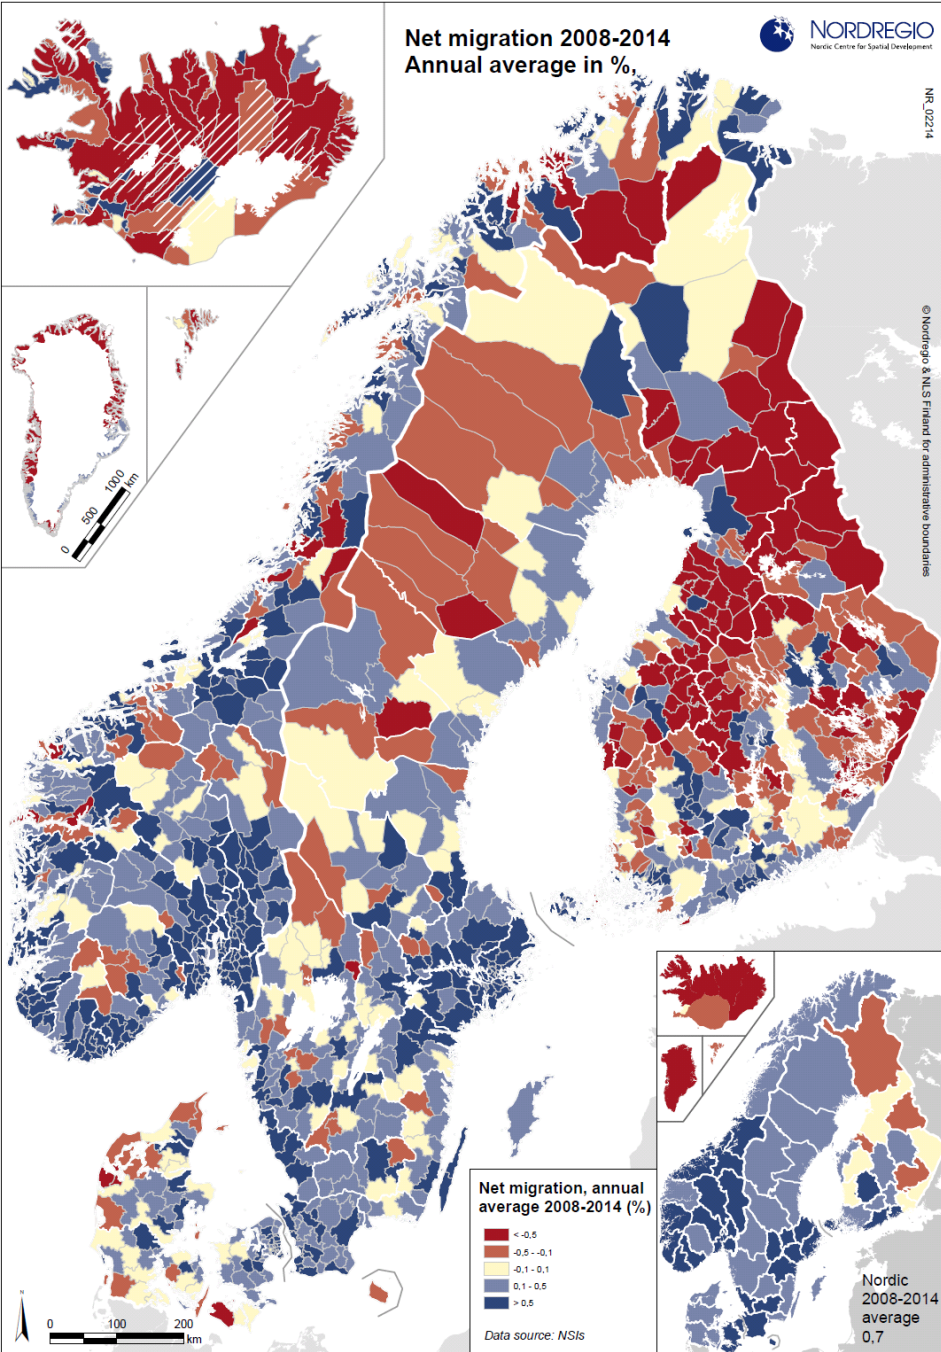 Net migration 2008-2014
Annual average in %,
NORDREGIO
Nordic Centre for Spatial Development
NR_02214
© Nordregio & NLS Finland for administrative boundaries
0 500 1000
km
Net migration, annual
average 2008-2014 (%)
< -0,5
-0,5 - -0,1
-0,1 - 0,1
0,1 - 0,5
> 0,5
Data source: NSIs
Nordic
2008-2014
average
0,7
N
0 100 200
km